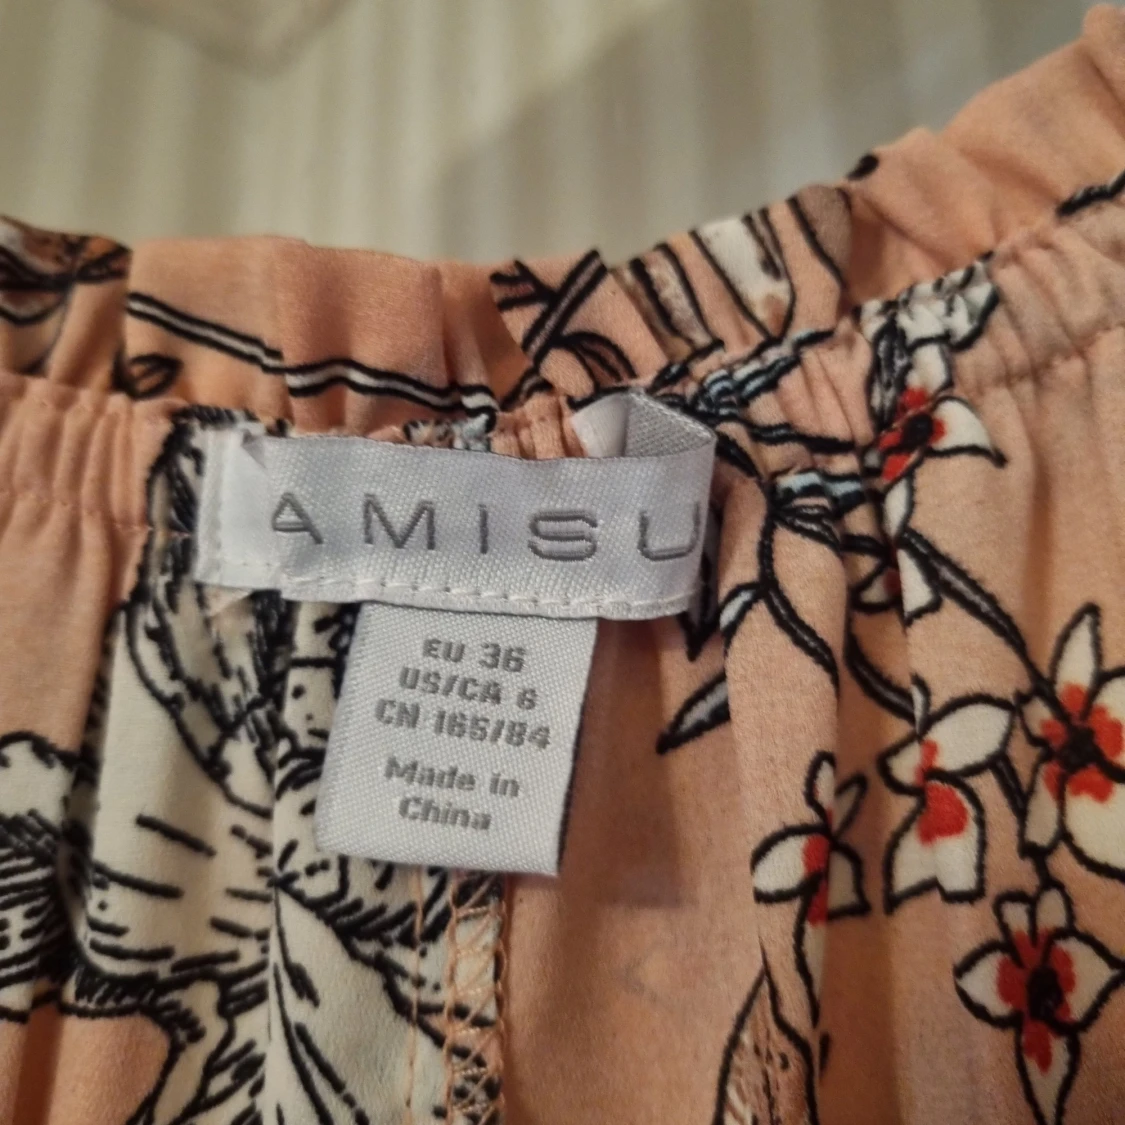 AMISU
EU 36
US/CA 6
CN 165/84
Made in
China